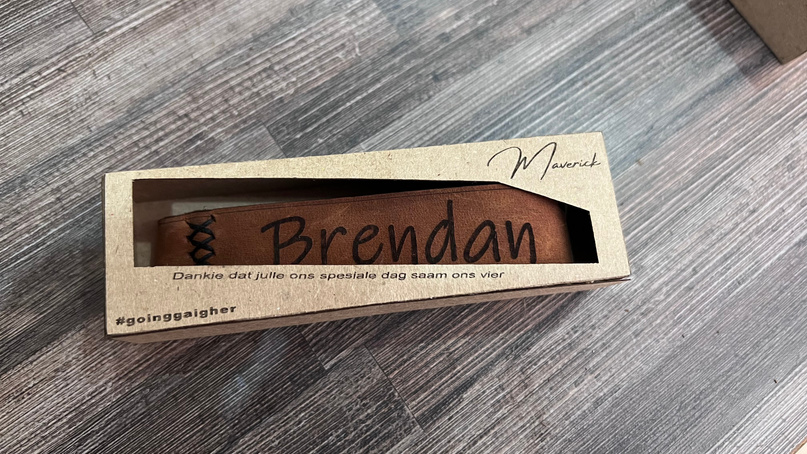 Maverick
Brendan
Dankie dat julle ons spesiale dag saam ons vier
#goinggaigher